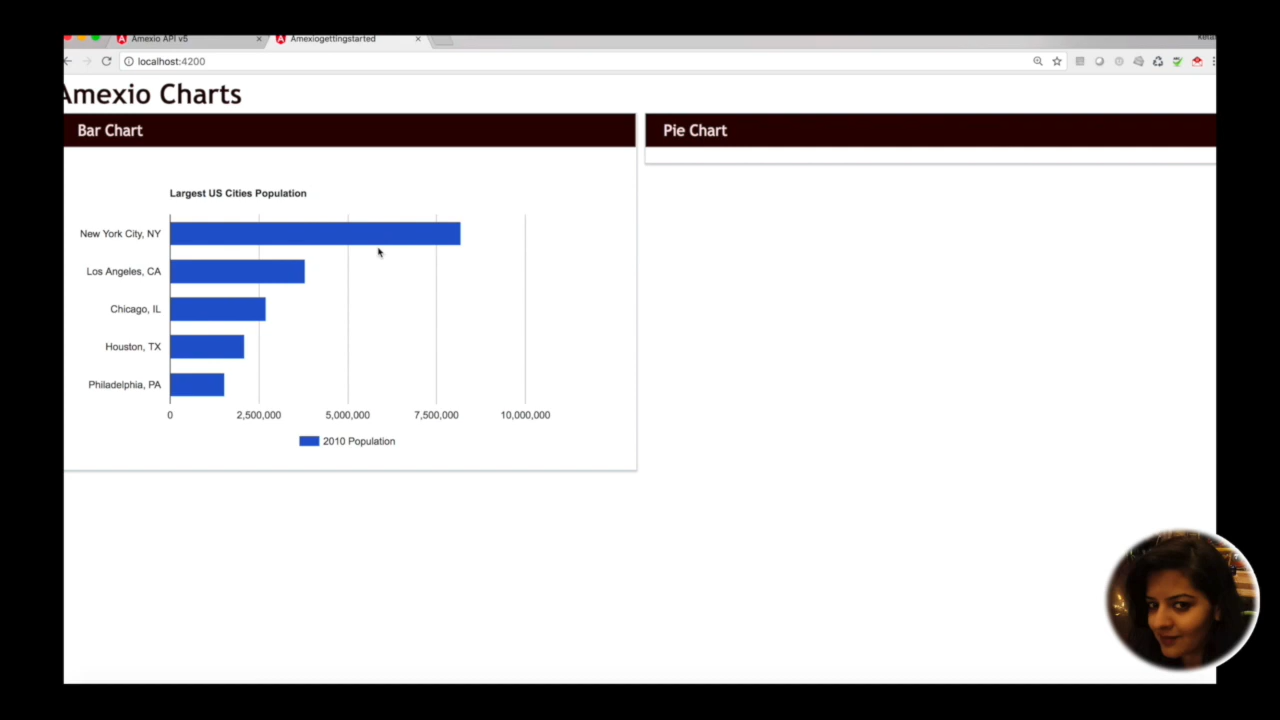 Amexio API v5
Amexiogettingstarted
localhost:4200
Amexio Charts
Bar Chart
Pie Chart
Largest US Cities Population
New York City, NY
Los Angeles, CA
Chicago, IL
Houston, TX
Philadelphia, PA
0 2,500,000 5,000,000 7,500,000 10,000,000
2010 Population